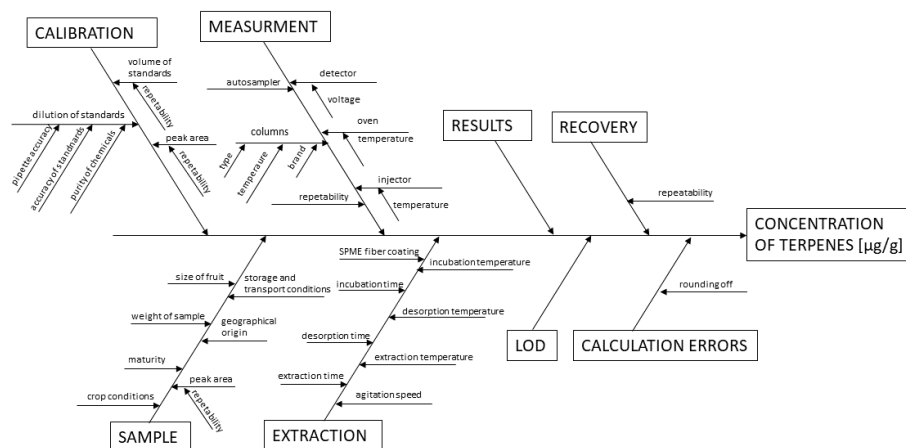 CALIBRATION
MEASURMENT
volume of
standards
repetability
dilution of standards
pipette accuracy
accuracy of standnards
purity of chemicals
peak area
repetability
autosampler
detector
voltage
oven
temperature
columns
type
temperaure
brand
injector
temperature
repetability
RESULTS
RECOVERY
repeatability
CONCENTRATION
OF TERPENES [µg/g]
size of fruit
storage and
transport conditions
weight of sample
geographical
origin
maturity
peak area
repetability
crop conditions
SAMPLE
SPME fiber coating
incubation temperature
incubation time
desorption temperature
desorption time
extraction temperature
extraction time
agitation speed
EXTRACTION
LOD
rounding off
CALCULATION ERRORS